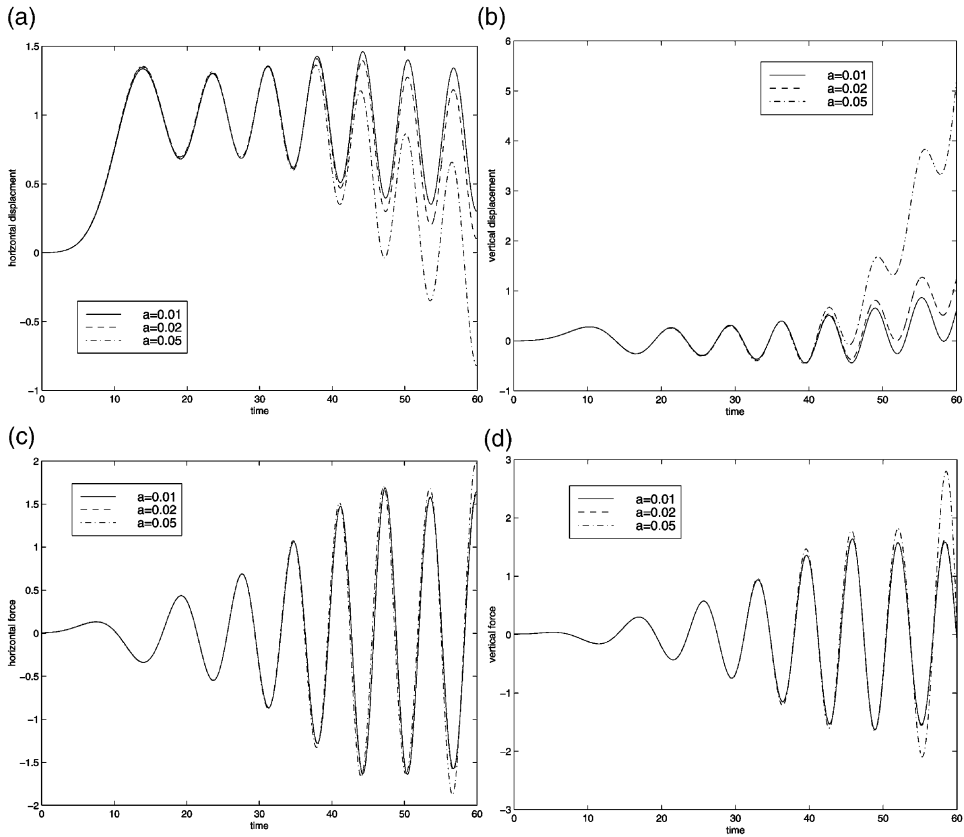 (a)
1.5
1
0.5
0
-0.5
-1
horizontal displacment
a=0.01
a=0.02
a=0.05
0 10 20 30 40 50 60
time
(b)
6
5
4
3
2
1
0
-1
vertical displacement
a=0.01
a=0.02
a=0.05
0 10 20 30 40 50 60
time
(c)
2
1.5
1
0.5
0
-0.5
-1
-1.5
-2
horizontal force
a=0.01
a=0.02
a=0.05
0 10 20 30 40 50 60
time
(d)
3
2
1
0
-1
-2
-3
vertical force
a=0.01
a=0.02
a=0.05
0 10 20 30 40 50 60
time